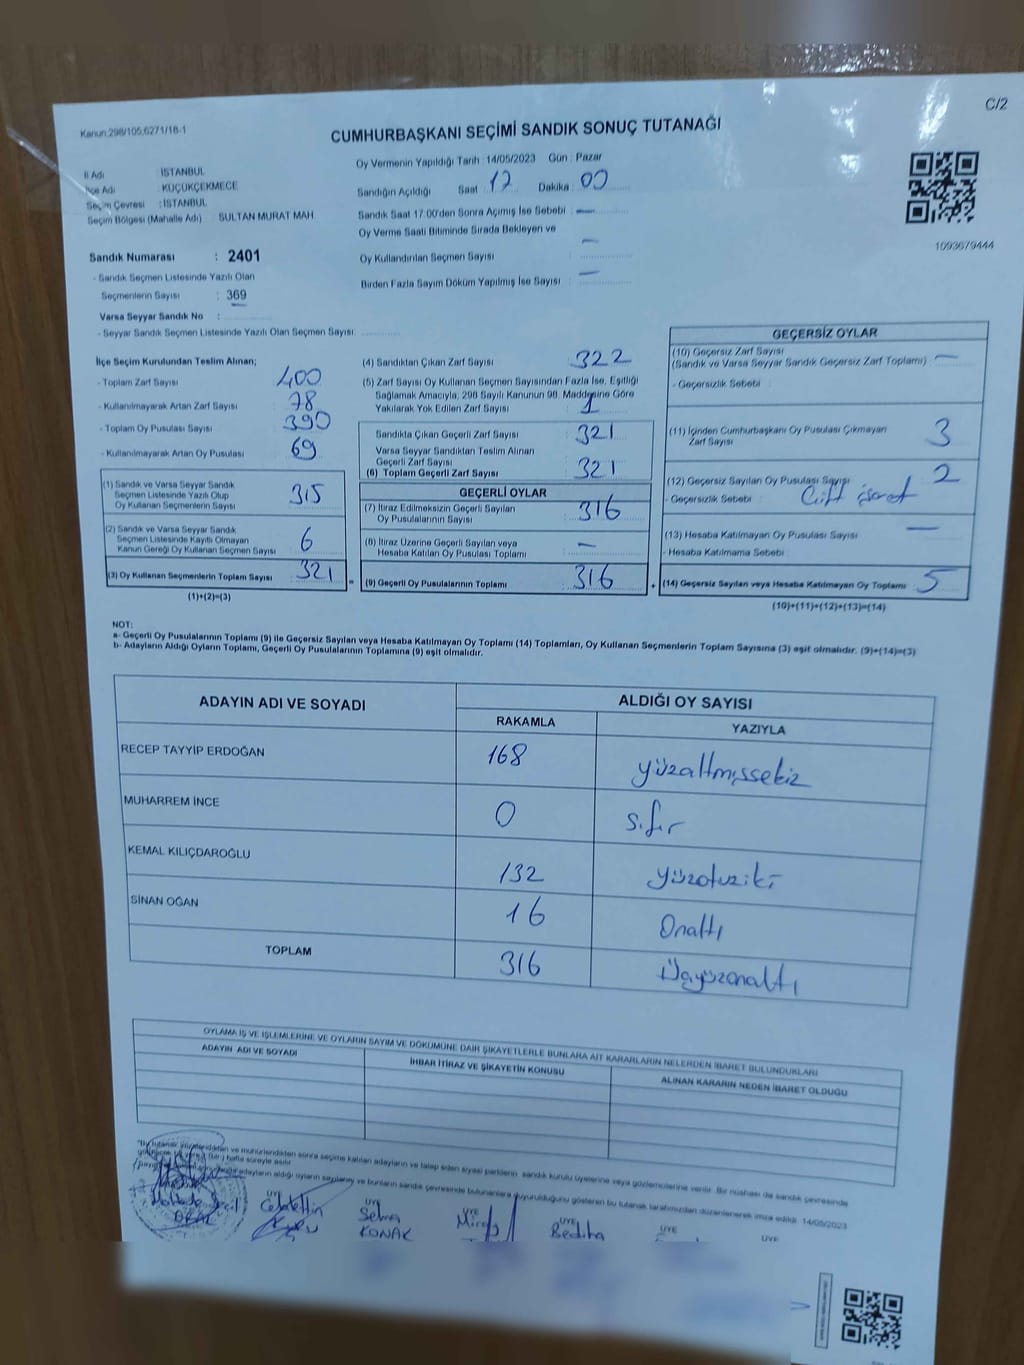 C/2
Kanun:298/105,6271/18-1
CUMHURBAŞKANI SEÇİMİ SANDIK SONUÇ TUTANAĞI
İl Adı : İSTANBUL
İlçe Adı : KÜÇÜKÇEKMECE
Seçim Çevresi : İSTANBUL
Seçim Bölgesi (Mahalle Adı) SULTAN MURAT MAH.
Oy Vermenin Yapıldığı Tarih : 14/05/2023 Gün : Pazar
Sandığın Açıldığı Saat : 17 Dakika : 00
Sandık Saat 17:00'den Sonra Açımış İse Sebebi : —
Oy Verme Saati Bitiminde Sırada Bekleyen ve
Oy Kullandırılan Seçmen Sayısı : —
Birden Fazla Sayım Döküm Yapılmış İse Sayısı : —
1093679444
Sandık Numarası : 2401
- Sandık Seçmen Listesinde Yazılı Olan
Seçmenlerin Sayısı : 369
Varsa Seyyar Sandık No :
- Seyyar Sandık Seçmen Listesinde Yazılı Olan Seçmen Sayısı:
İlçe Seçim Kurulundan Teslim Alınan;
- Toplam Zarf Sayısı 400
- Kullanılmayarak Artan Zarf Sayısı 78
- Toplam Oy Pusulası Sayısı 390
- Kullanılmayarak Artan Oy Pusulası 69
(1) Sandık ve Varsa Seyyar Sandık
Seçmen Listesinde Yazılı Olup
Oy Kullanan Seçmenlerin Sayısı 315
(2) Sandık ve Varsa Seyyar Sandık
Seçmen Listesinde Kayıtlı Olmayan
Kanun Gereği Oy Kullanan Seçmen Sayısı 6
(3) Oy Kullanan Seçmenlerin Toplam Sayısı 321 =
(1)+(2)=(3)
(4) Sandıktan Çıkan Zarf Sayısı 322
(5) Zarf Sayısı Oy Kullanan Seçmen Sayısından Fazla İse, Eşitliği
Sağlamak Amacıyla, 298 Sayılı Kanunun 98. Maddesine Göre
Yakılarak Yok Edilen Zarf Sayısı 1
Sandıkta Çıkan Geçerli Zarf Sayısı 321
Varsa Seyyar Sandıktan Teslim Alınan
Geçerli Zarf Sayısı
(6) Toplam Geçerli Zarf Sayısı 321
GEÇERLİ OYLAR
(7) İtiraz Edilmeksizin Geçerli Sayılan
Oy Pusulalarının Sayısı 316
(8) İtiraz Üzerine Geçerli Sayılan veya
Hesaba Katılan Oy Pusulası Toplamı —
(9) Geçerli Oy Pusulalarının Toplamı 316 +
GEÇERSİZ OYLAR
(10) Geçersiz Zarf Sayısı
(Sandık ve Varsa Seyyar Sandık Geçersiz Zarf Toplamı) —
- Geçersizlik Sebebi :
(11) İçinden Cumhurbaşkanı Oy Pusulası Çıkmayan
Zarf Sayısı 3
(12) Geçersiz Sayılan Oy Pusulası Sayısı 2
- Geçersizlik Sebebi : Çift işaret
(13) Hesaba Katılmayan Oy Pusulası Sayısı —
- Hesaba Katılmama Sebebi :
(14) Geçersiz Sayılan veya Hesaba Katılmayan Oy Toplamı 5
(10)+(11)+(12)+(13)=(14)
NOT:
a- Geçerli Oy Pusulalarının Toplamı (9) ile Geçersiz Sayılan veya Hesaba Katılmayan Oy Toplamı (14) Toplamları, Oy Kullanan Seçmenlerin Toplam Sayısına (3) eşit olmalıdır. (9)+(14)=(3)
b- Adayların Aldığı Oyların Toplamı, Geçerli Oy Pusulalarının Toplamına (9) eşit olmalıdır.
ADAYIN ADI VE SOYADI ALDIĞI OY SAYISI
RAKAMLA YAZIYLA
RECEP TAYYİP ERDOĞAN 168 yüzaltmışsekiz
MUHARREM İNCE 0 sıfır
KEMAL KILIÇDAROĞLU 132 yüzotuziki
SİNAN OĞAN 16 Onaltı
TOPLAM 316 Üçyüzonaltı
OYLAMA İŞ VE İŞLEMLERİNE VE OYLARIN SAYIM VE DÖKÜMÜNE DAİR ŞİKAYETLERLE BUNLARA AİT KARARLARIN NELERDEN İBARET BULUNDUKLARI
ADAYIN ADI VE SOYADI İHBAR İTİRAZ VE ŞİKAYETİN KONUSU ALINAN KARARIN NEDEN İBARET OLDUĞU
ve mühürlendikten sonra seçime katılan adayların ve talep eden siyasi partilerin sandık kurulu üyelerine veya gözlemcilerine verilir. Bir nüshası da sandık çevresinde
hafta süreyle asılır
adayların aldığı oyların sayılarını ve bunların sandık çevresinde bulunanlara duyurulduğunu gösteren bu tutanak tarafımızdan düzenlenerek imza edildi. 14/05/2023
ÜYE ÜYE ÜYE ÜYE ÜYE ÜYE
Celalettin Selma Bediha
KONAK